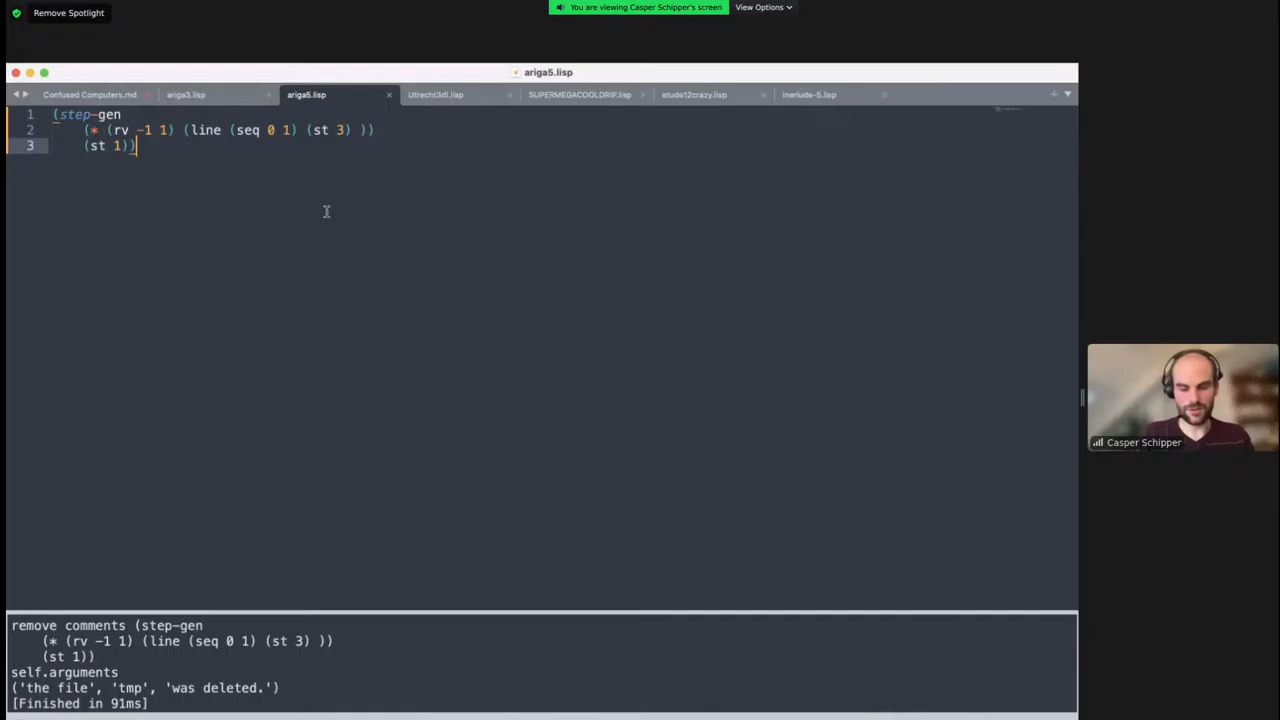 Remove Spotlight
You are viewing Casper Schipper's screen
View Options
ariga5.lisp
Confused Computers.md
ariga3.lisp
ariga5.lisp
Utrecht3dl.lisp
SUPERMEGACOOLDRIP.lisp
etude12crazy.lisp
inerlude-5.lisp
1 (step-gen
2 (* (rv -1 1) (line (seq 0 1) (st 3) ))
3 (st 1))
Casper Schipper
remove comments (step-gen
(* (rv -1 1) (line (seq 0 1) (st 3) ))
(st 1))
self.arguments
('the file', 'tmp', 'was deleted.')
[Finished in 91ms]